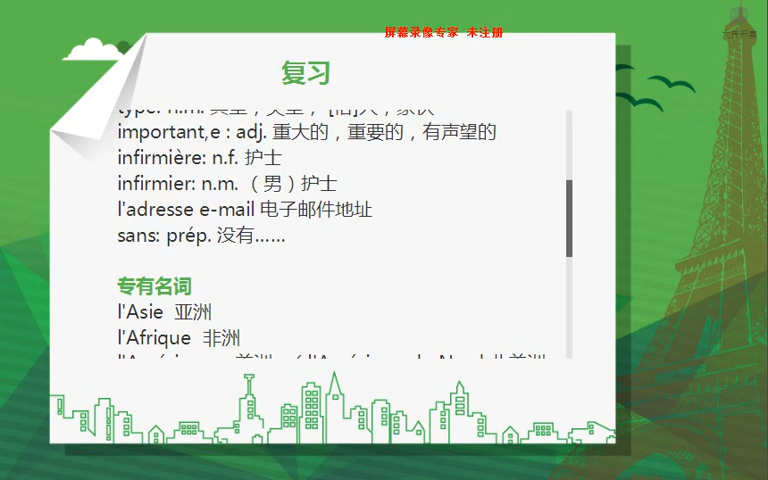 屏幕录像专家 未注册
复习
important,e : adj. 重大的，重要的，有声望的
infirmière: n.f. 护士
infirmier: n.m. （男）护士
l'adresse e-mail 电子邮件地址
sans: prép. 没有……
专有名词
l'Asie 亚洲
l'Afrique 非洲